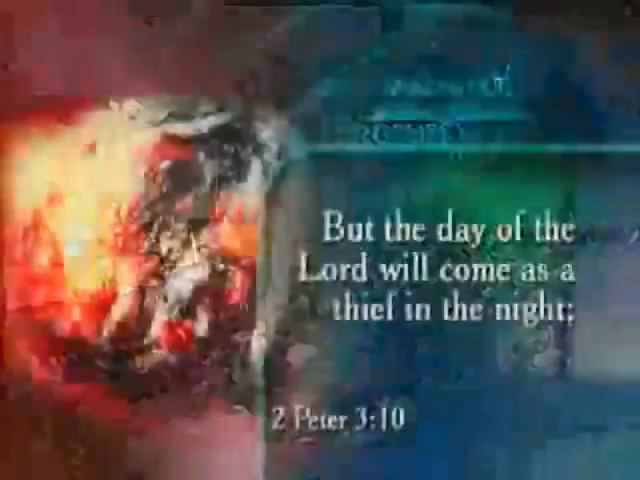 But the day of the
Lord will come as a
thief in the night;
2 Peter 3:10